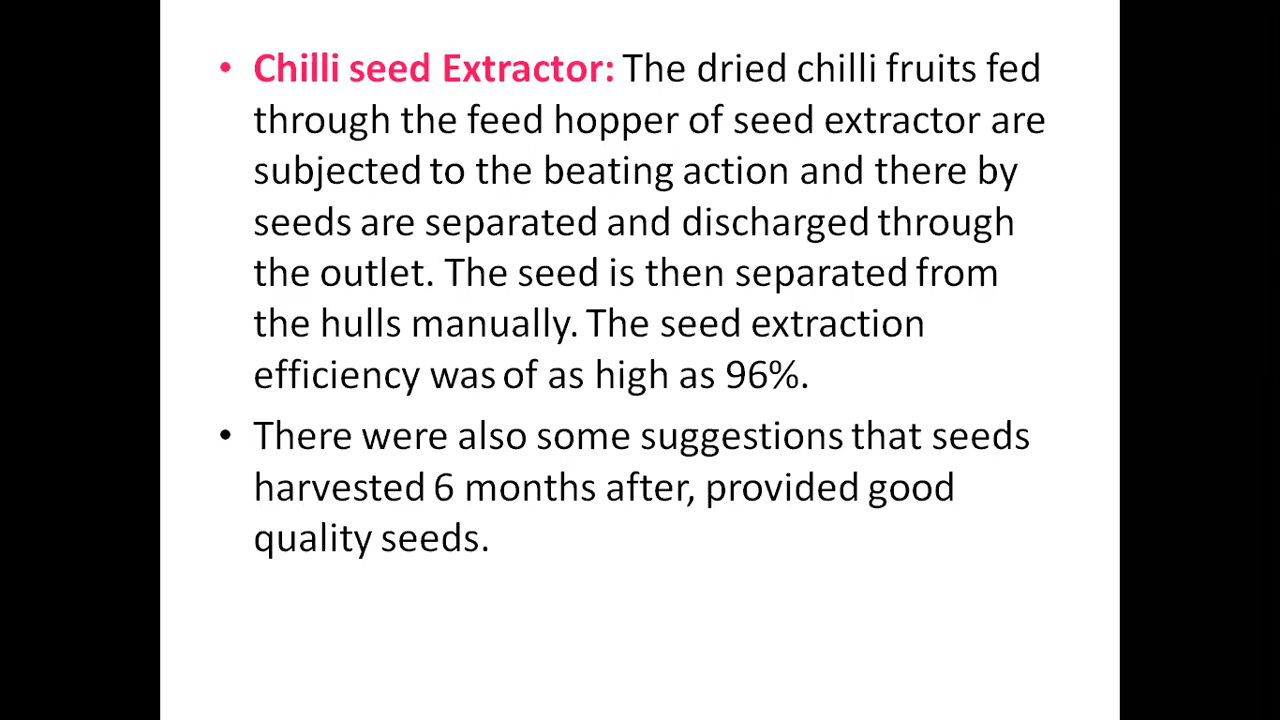 • Chilli seed Extractor: The dried chilli fruits fed
through the feed hopper of seed extractor are
subjected to the beating action and there by
seeds are separated and discharged through
the outlet. The seed is then separated from
the hulls manually. The seed extraction
efficiency was of as high as 96%.
• There were also some suggestions that seeds
harvested 6 months after, provided good
quality seeds.